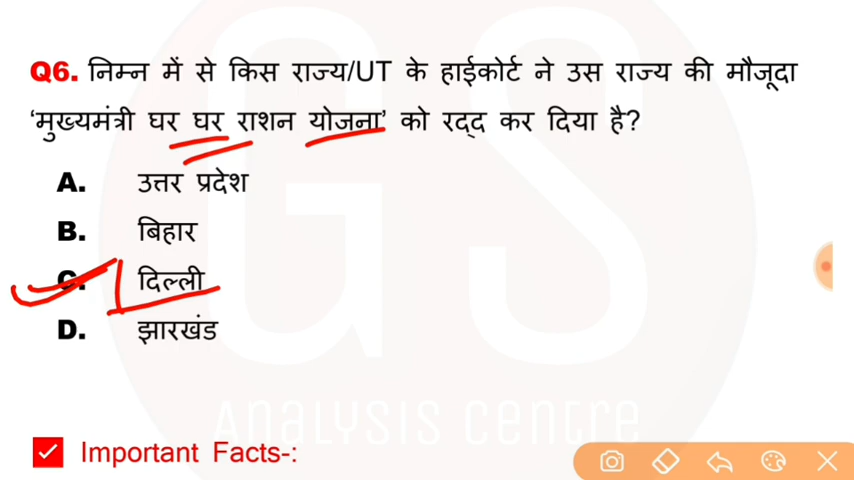 Q6. निम्न में से किस राज्य/UT के हाईकोर्ट ने उस राज्य की मौजूदा
‘मुख्यमंत्री घर घर राशन योजना’ को रद्द कर दिया है?
A. उत्तर प्रदेश
B. बिहार
C. दिल्ली
D. झारखंड
GS
Analysis Centre
Important Facts-: